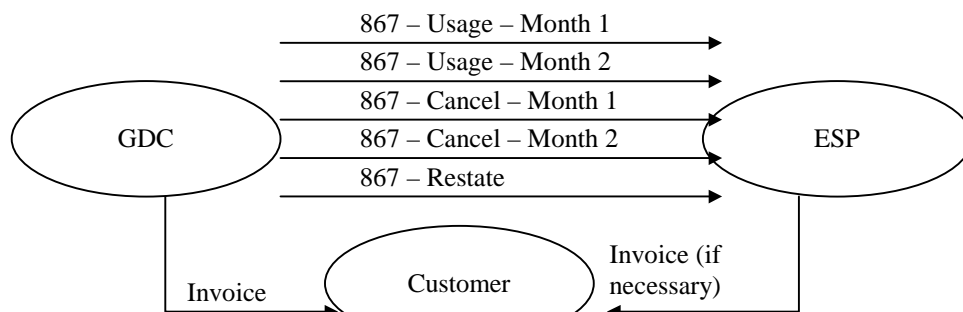 867 – Usage – Month 1
867 – Usage – Month 2
867 – Cancel – Month 1
GDC
ESP
867 – Cancel – Month 2
867 – Restate
Invoice (if
necessary)
Customer
Invoice